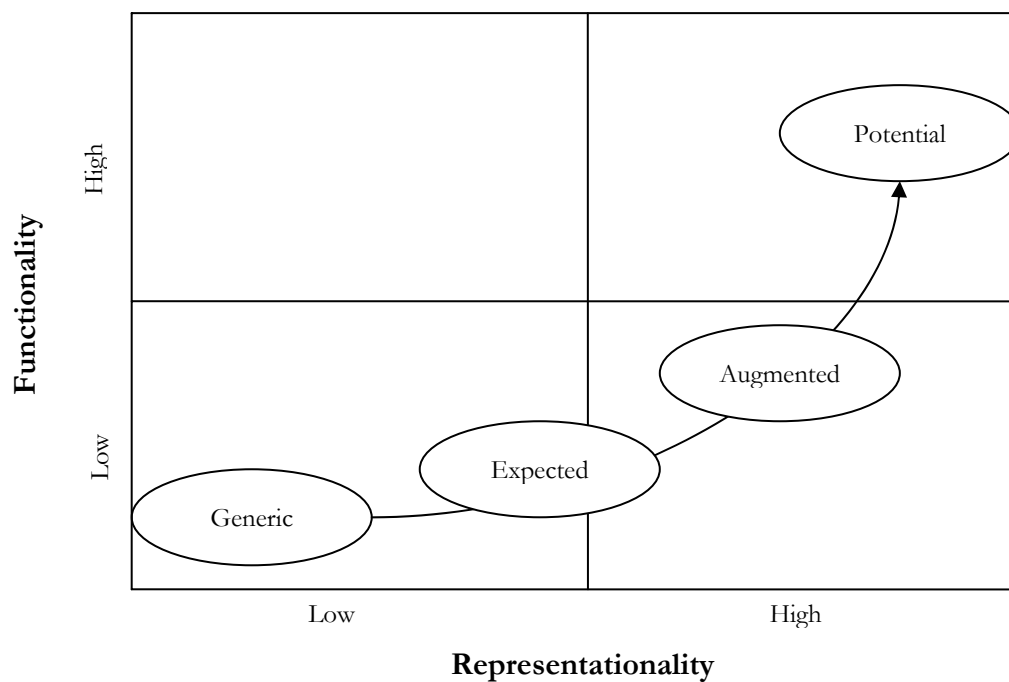 High
Potential
Functionality
Augmented
Low
Expected
Generic
Low
High
Representationality